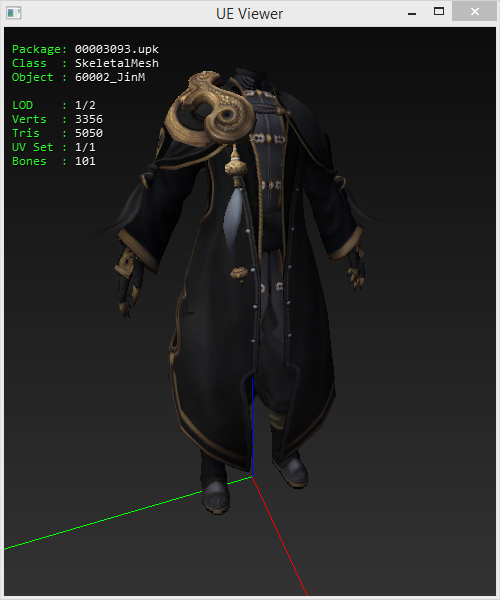 UE Viewer
Package: 00003093.upk
Class : SkeletalMesh
Object : 60002_JinM
LOD : 1/2
Verts : 3356
Tris : 5050
UV Set : 1/1
Bones : 101